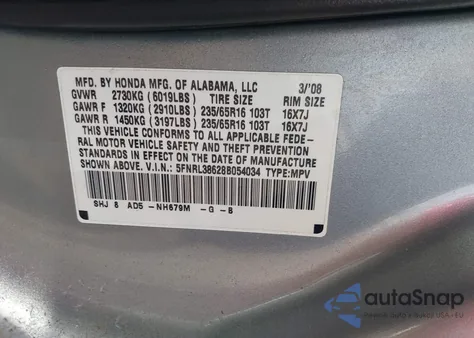 MFD. BY HONDA MFG. OF ALABAMA, LLC 3/'08
GVWR 2730KG (6019LBS) TIRE SIZE RIM SIZE
GAWR F 1320KG (2910LBS) 235/65R16 103T 16X7J
GAWR R 1450KG (3197LBS) 235/65R16 103T 16X7J
THIS VEHICLE CONFORMS TO ALL APPLICABLE FEDE-
RAL MOTOR VEHICLE SAFETY AND THEFT
PREVENTION STANDARDS IN EFFECT ON THE DATE OF MANUFACTURE
SHOWN ABOVE. V.I.N.: 5FNRL38628B054034 TYPE:MPV
SHJ 8 AD5 -NH679M -G -B
autoSnap